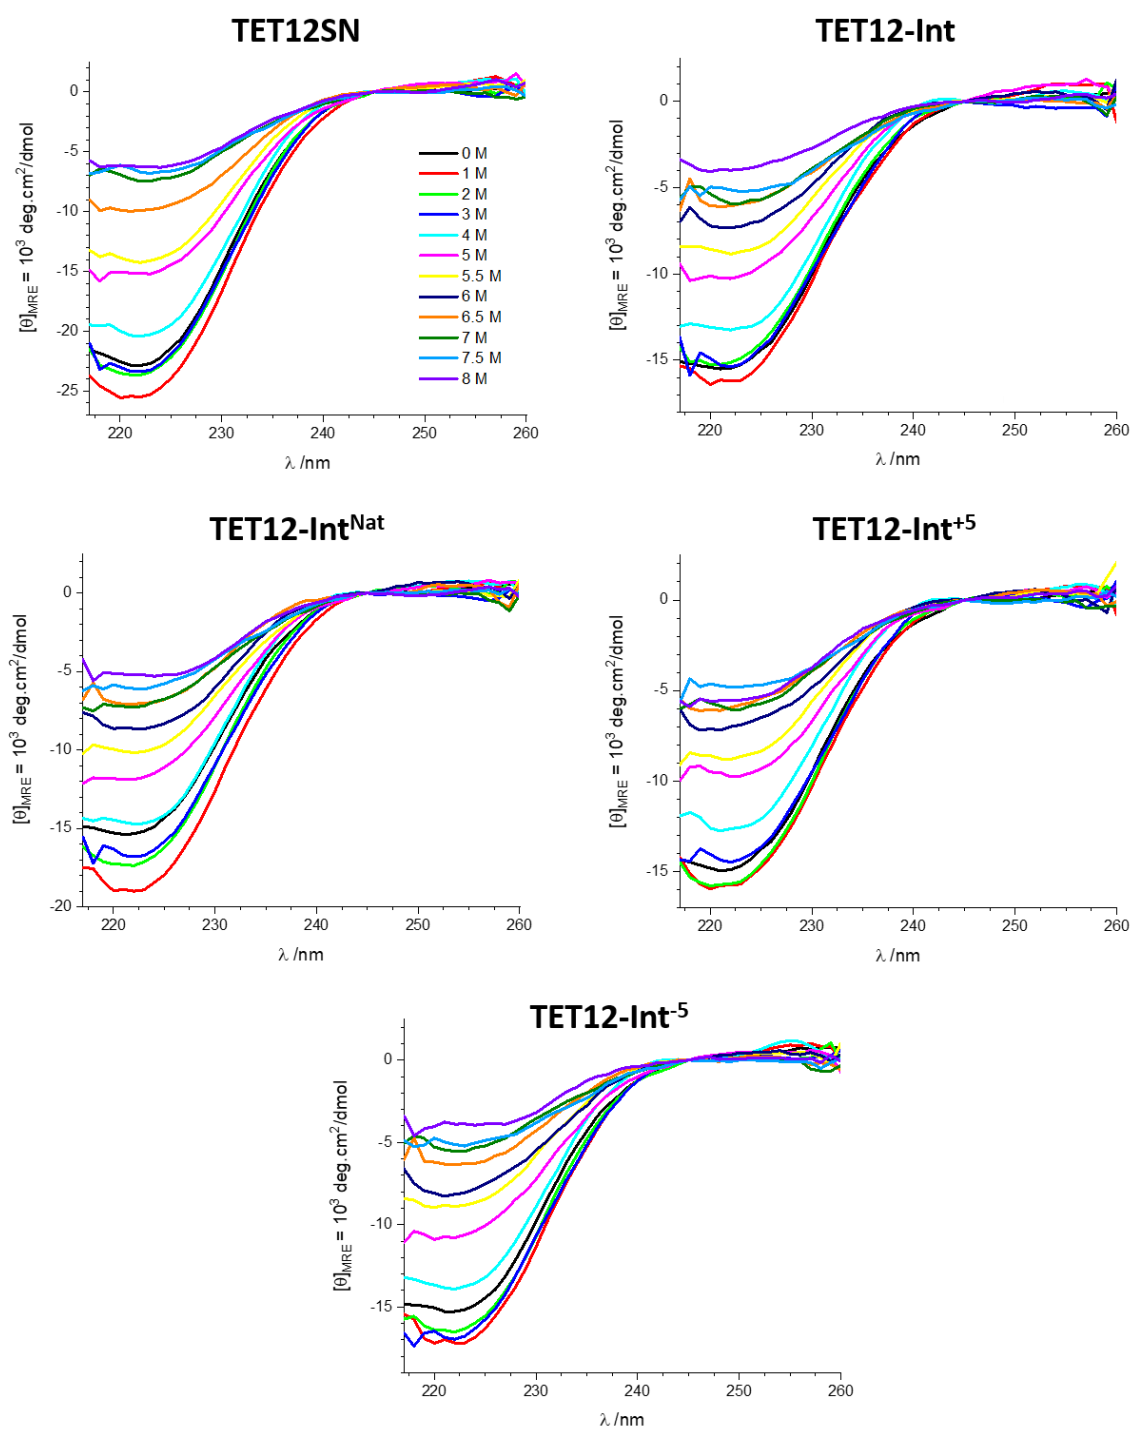 TET12SN
0
-5
-10
-15
-20
-25
[θ]MRE = 10³ deg.cm²/dmol
220 230 240 250 260
λ /nm
0 M
1 M
2 M
3 M
4 M
5 M
5.5 M
6 M
6.5 M
7 M
7.5 M
8 M
TET12-Int
0
-5
-10
-15
[θ]MRE = 10³ deg.cm²/dmol
220 230 240 250 260
λ /nm
TET12-Int^Nat
0
-5
-10
-15
-20
[θ]MRE = 10³ deg.cm²/dmol
220 230 240 250 260
λ /nm
TET12-Int⁺⁵
0
-5
-10
-15
[θ]MRE = 10³ deg.cm²/dmol
220 230 240 250 260
λ /nm
TET12-Int⁻⁵
0
-5
-10
-15
[θ]MRE = 10³ deg.cm²/dmol
220 230 240 250 260
λ /nm